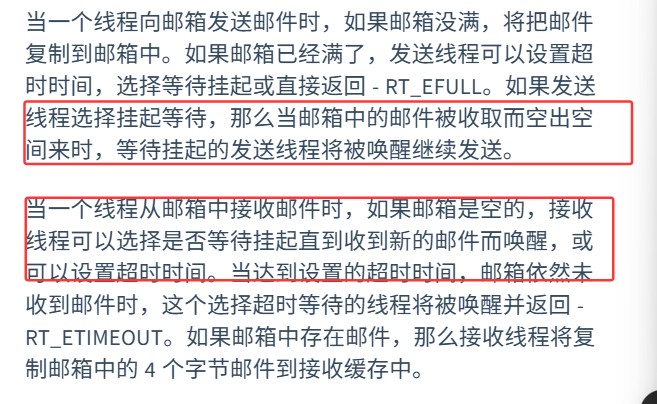 当一个线程向邮箱发送邮件时，如果邮箱没满，将把邮件
复制到邮箱中。如果邮箱已经满了，发送线程可以设置超
时时间，选择等待挂起或直接返回 - RT_EFULL。如果发送
线程选择挂起等待，那么当邮箱中的邮件被收取而空出空
间来时，等待挂起的发送线程将被唤醒继续发送。
当一个线程从邮箱中接收邮件时，如果邮箱是空的，接收
线程可以选择是否等待挂起直到收到新的邮件而唤醒，或
可以设置超时时间。当达到设置的超时时间，邮箱依然未
收到邮件时，这个选择超时等待的线程将被唤醒并返回 -
RT_ETIMEOUT。如果邮箱中存在邮件，那么接收线程将复
制邮箱中的 4 个字节邮件到接收缓存中。